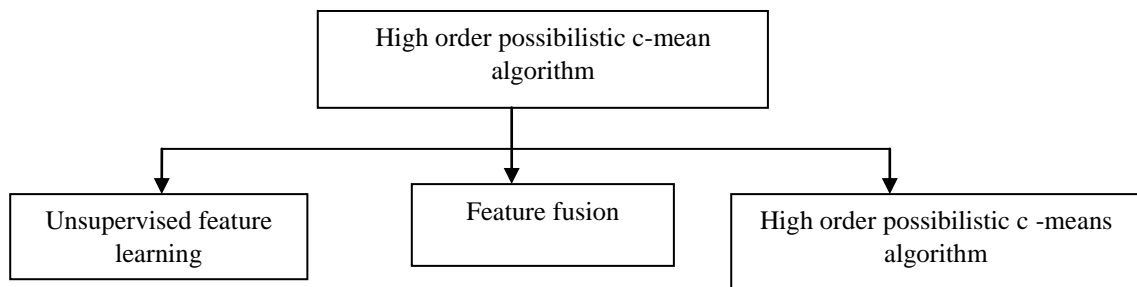 High order possibilistic c-mean
algorithm
Unsupervised feature
learning
Feature fusion
High order possibilistic c -means
algorithm